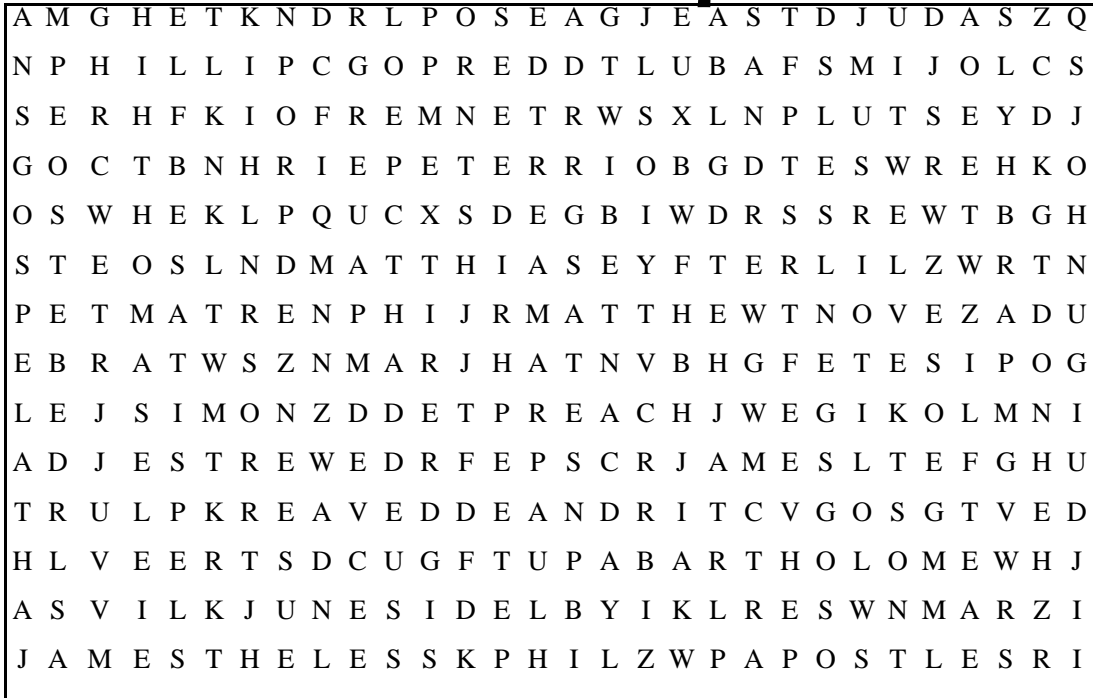 A M G H E T K N D R L P O S E A G J E A S T D J U D A S Z Q
N P H I L L I P C G O P R E D D T L U B A F S M I J O L C S
S E R H F K I O F R E M N E T R W S X L N P L U T S E Y D J
G O C T B N H R I E P E T E R R I O B G D T E S W R E H K O
O S W H E K L P Q U C X S D E G B I W D R S S R E W T B G H
S T E O S L N D M A T T H I A S E Y F T E R L I L Z W R T N
P E T M A T R E N P H I J R M A T T H E W T N O V E Z A D U
E B R A T W S Z N M A R J H A T N V B H G F E T E S I P O G
L E J S I M O N Z D D E T P R E A C H J W E G I K O L M N I
A D J E S T R E W E D R F E P S C R J A M E S L T E F G H U
T R U L P K R E A V E D D E A N D R I T C V G O S G T V E D
H L V E E R T S D C U G F T U P A B A R T H O L O M E W H J
A S V I L K J U N E S I D E L B Y I K L R E S W N M A R Z I
J A M E S T H E L E S S K P H I L Z W P A P O S T L E S R I